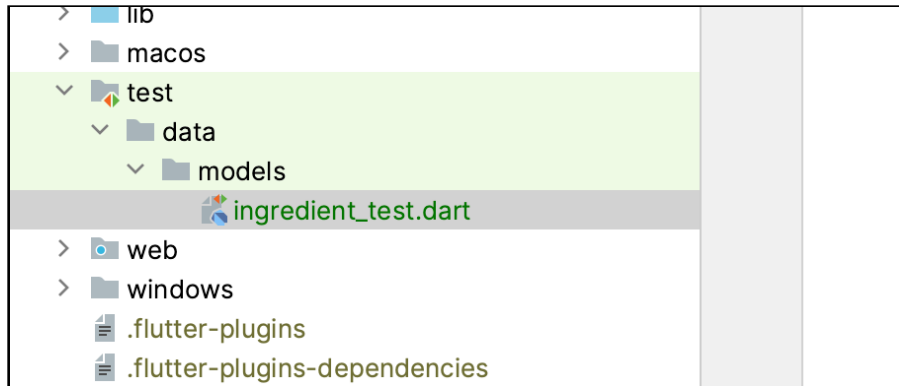 lib
macos
test
data
models
ingredient_test.dart
web
windows
.flutter-plugins
.flutter-plugins-dependencies